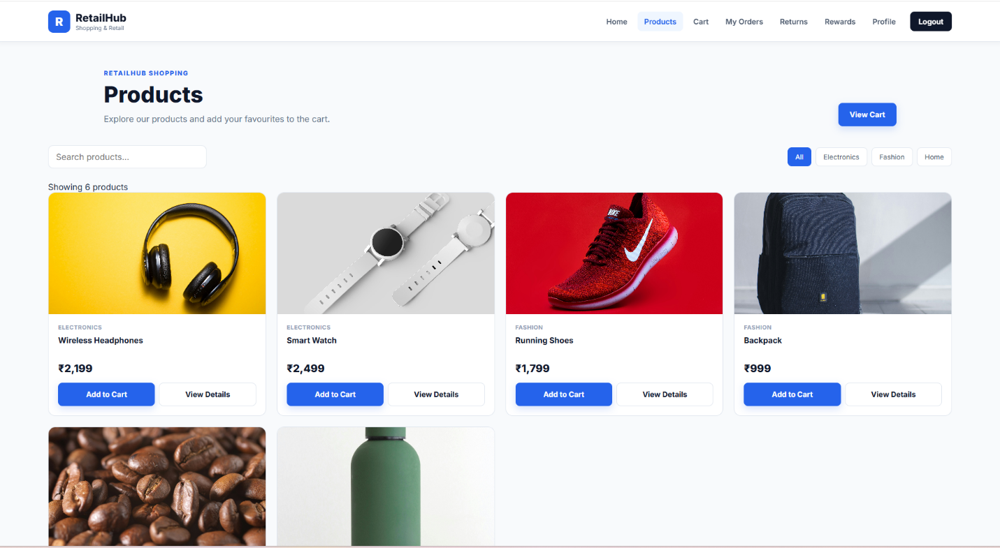 R
RetailHub
Shopping & Retail
Home
Products
Cart
My Orders
Returns
Rewards
Profile
Logout
RETAILHUB SHOPPING
Products
Explore our products and add your favourites to the cart.
View Cart
Search products...
All
Electronics
Fashion
Home
Showing 6 products
NIKE
ELECTRONICS
Wireless Headphones
₹2,199
Add to Cart
View Details
ELECTRONICS
Smart Watch
₹2,499
Add to Cart
View Details
FASHION
Running Shoes
₹1,799
Add to Cart
View Details
FASHION
Backpack
₹999
Add to Cart
View Details